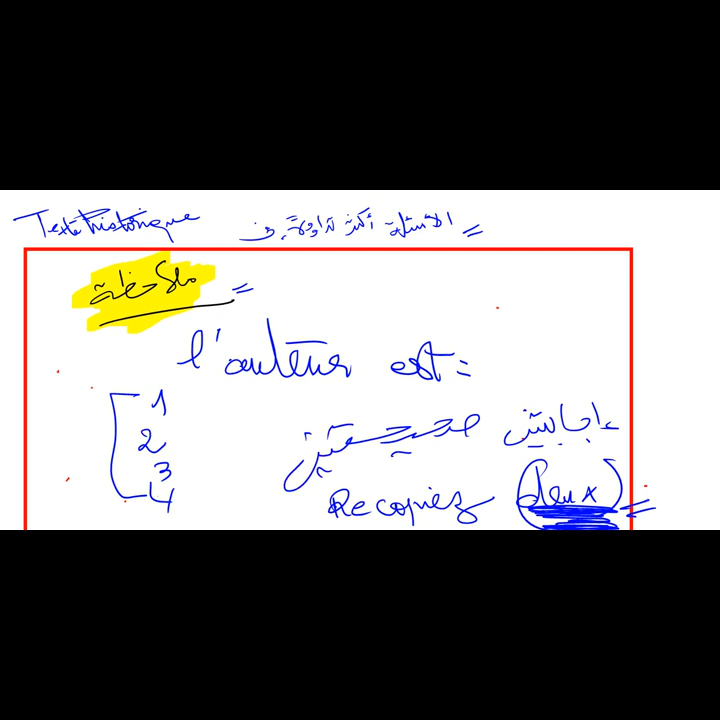 Texte historique الأسئلة أكثر تداولا في =
ملاحظة =
l'auteur est =
1
2 إجابتين صحيحتين
3
4 Recopiez (deux) =